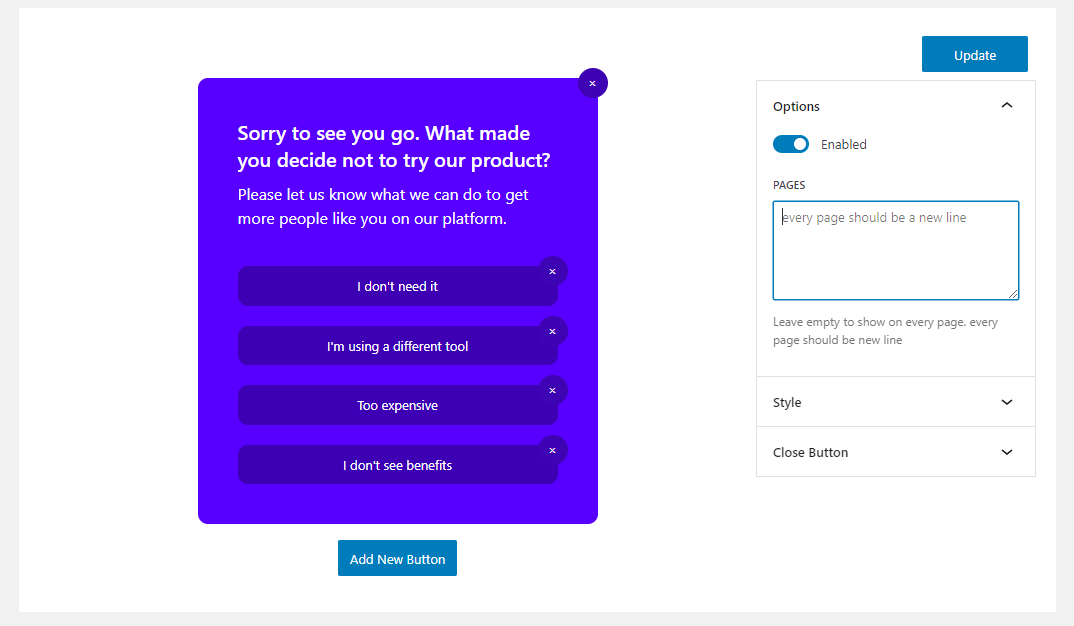 Update
Sorry to see you go. What made
you decide not to try our product?
Please let us know what we can do to get
more people like you on our platform.
I don't need it
I'm using a different tool
Too expensive
I don't see benefits
Add New Button
Options
Enabled
PAGES
every page should be a new line
Leave empty to show on every page. every
page should be new line
Style
Close Button